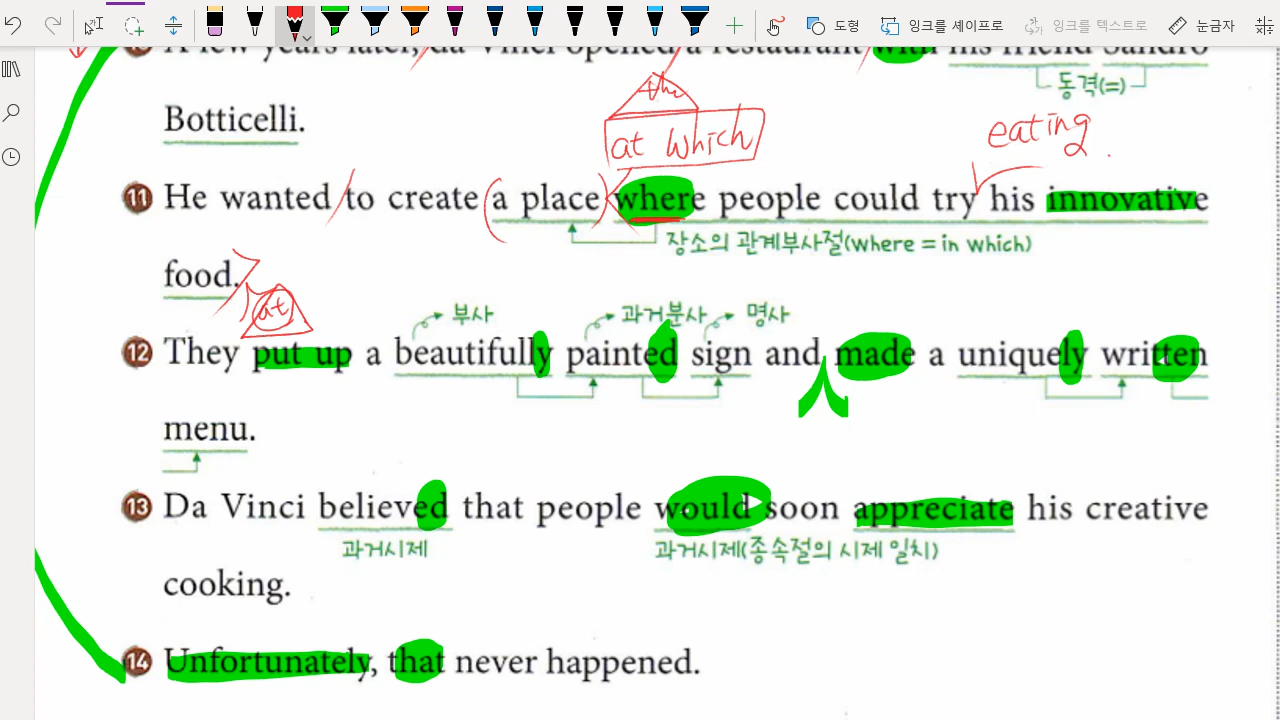 도형 잉크를 셰이프로 잉크를 텍스트로 눈금자
A few years later, da Vinci opened a restaurant with his friend Sandro
동격(=)
the
Botticelli.
at which
eating
11 He wanted to create a place where people could try his innovative
장소의 관계부사절(where = in which)
food.
at
부사 과거분사 명사
12 They put up a beautifully painted sign and made a uniquely written
menu.
13 Da Vinci believed that people would soon appreciate his creative
과거시제 과거시제(종속절의 시제 일치)
cooking.
14 Unfortunately, that never happened.